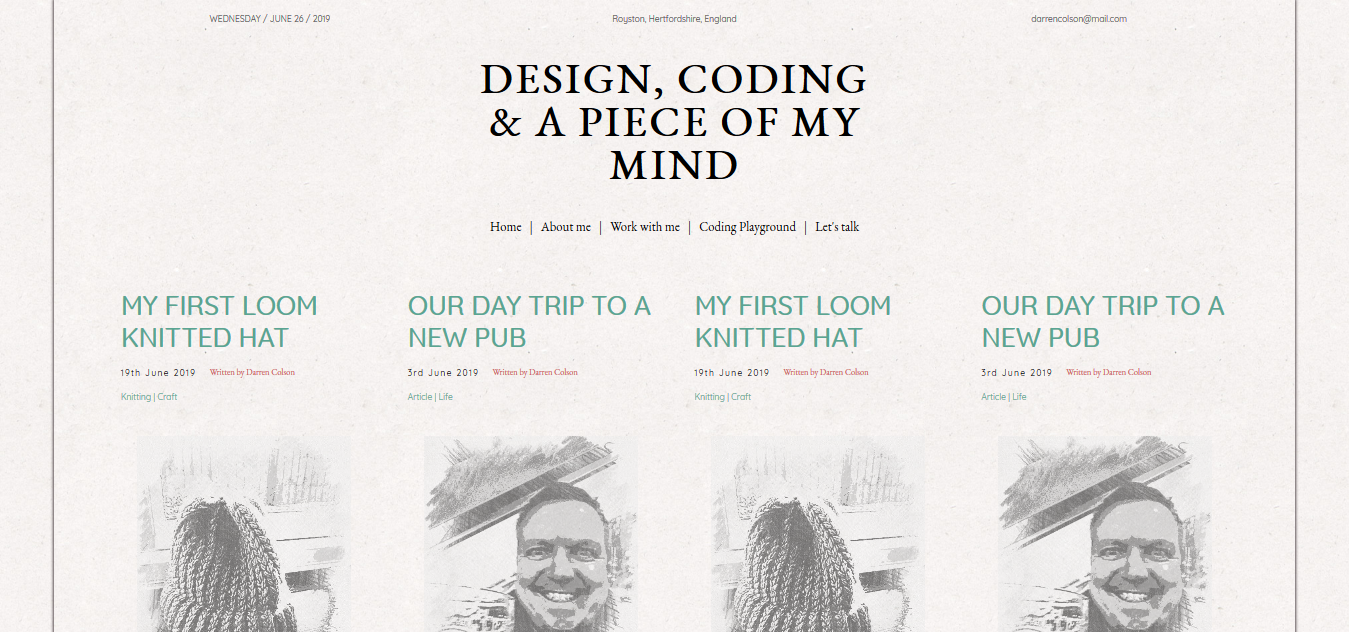 WEDNESDAY / JUNE 26 / 2019
Royston, Hertfordshire, England
darrencolson@mail.com
DESIGN, CODING
& A PIECE OF MY
MIND
Home | About me | Work with me | Coding Playground | Let's talk
MY FIRST LOOM
KNITTED HAT
19th June 2019 Written by Darren Colson
Knitting | Craft
OUR DAY TRIP TO A
NEW PUB
3rd June 2019 Written by Darren Colson
Article | Life
MY FIRST LOOM
KNITTED HAT
19th June 2019 Written by Darren Colson
Knitting | Craft
OUR DAY TRIP TO A
NEW PUB
3rd June 2019 Written by Darren Colson
Article | Life